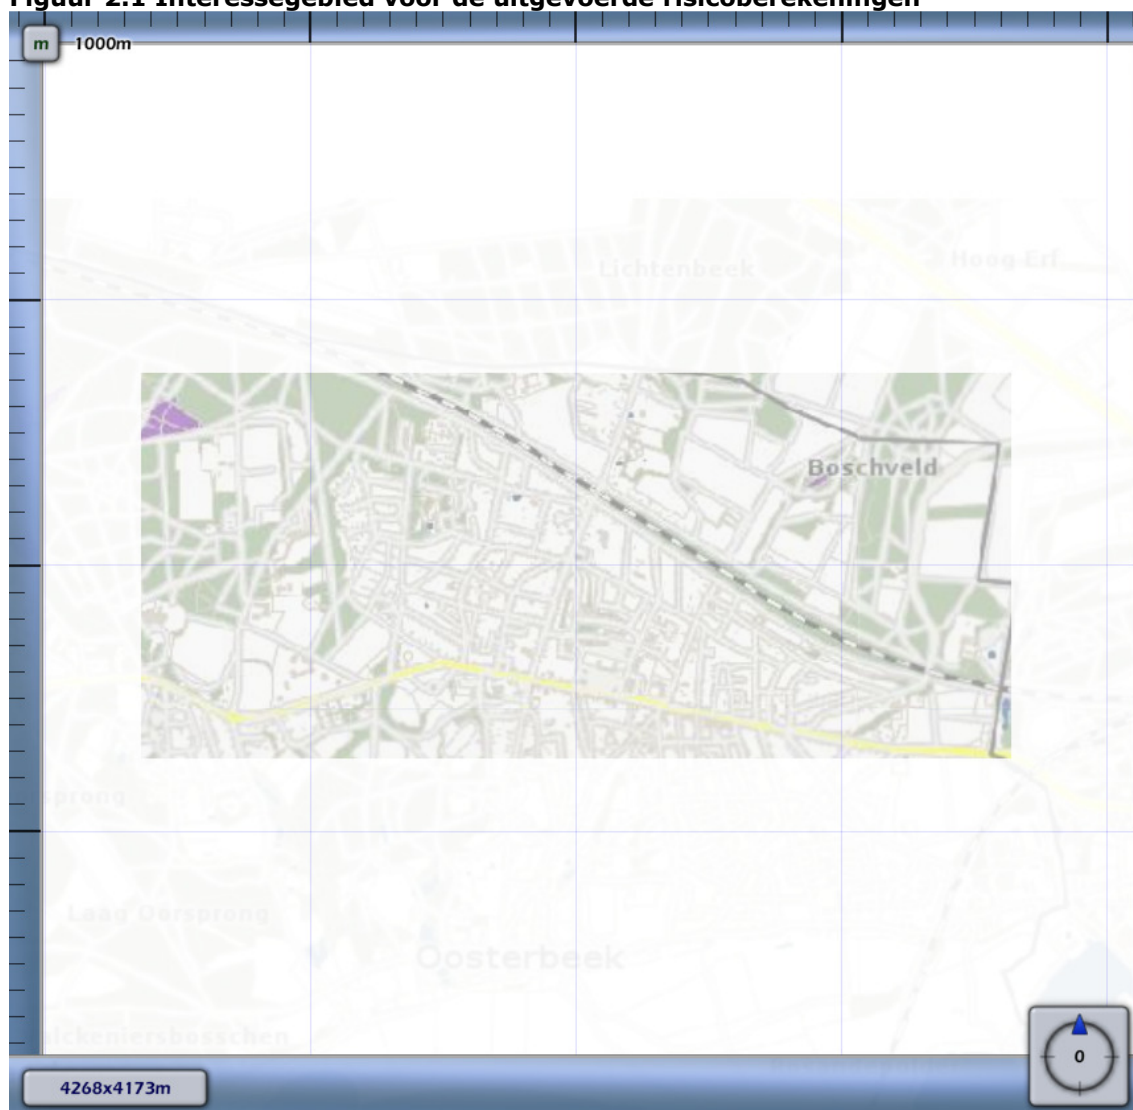 Figuur 2.1 Interessegebied voor de uitgevoerde risicoberekeningen
m
1000m
Lichtenbeek
Hoog Erf
Boschveld
Laag Oorsprong
Oosterbeek
4268x4173m
0